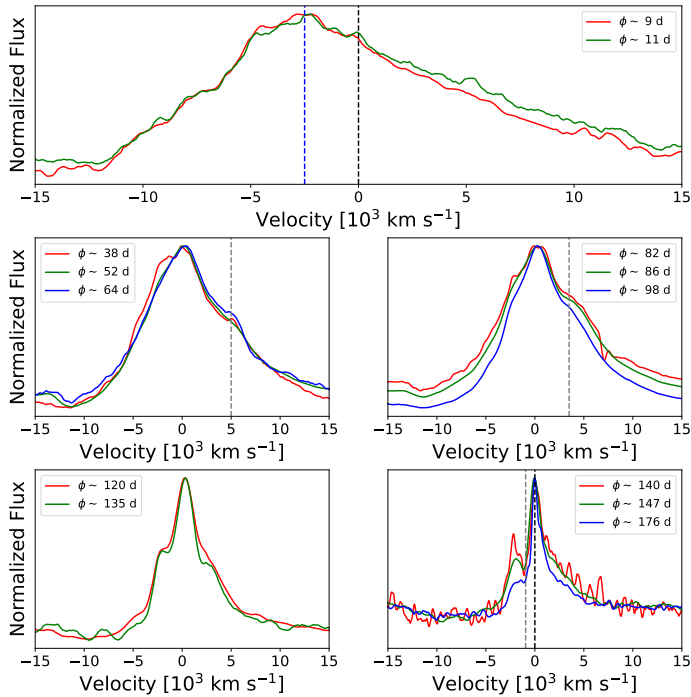 Normalized Flux
ϕ ~ 9 d
ϕ ~ 11 d
−15 −10 −5 0 5 10 15
Velocity [10³ km s⁻¹]
Normalized Flux
ϕ ~ 38 d
ϕ ~ 52 d
ϕ ~ 64 d
−15 −10 −5 0 5 10 15
Velocity [10³ km s⁻¹]
ϕ ~ 82 d
ϕ ~ 86 d
ϕ ~ 98 d
−15 −10 −5 0 5 10 15
Velocity [10³ km s⁻¹]
Normalized Flux
ϕ ~ 120 d
ϕ ~ 135 d
−15 −10 −5 0 5 10 15
Velocity [10³ km s⁻¹]
ϕ ~ 140 d
ϕ ~ 147 d
ϕ ~ 176 d
−15 −10 −5 0 5 10 15
Velocity [10³ km s⁻¹]